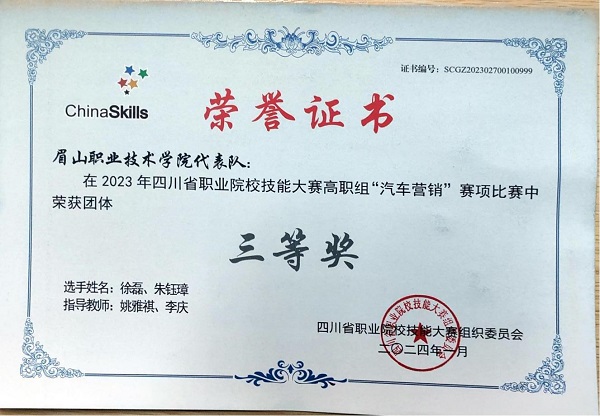 证书编号：SCGZ202302700100999
ChinaSkills
荣誉证书
眉山职业技术学院代表队：
在 2023 年四川省职业院校技能大赛高职组“汽车营销”赛项比赛中
荣获团体
三等奖
选手姓名：徐磊、朱钰璋
指导教师：姚雅祺、李庆
四川省职业院校技能大赛组织委员会
二〇二四年一月